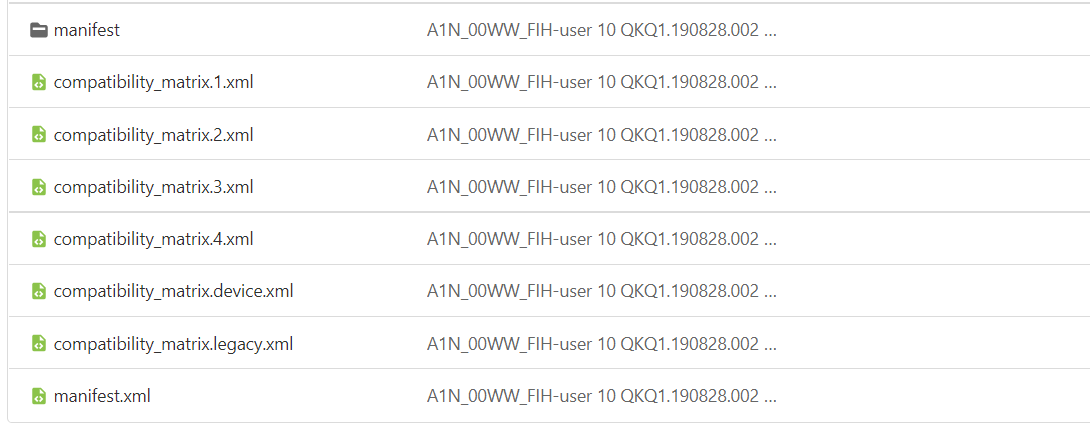 manifest A1N_00WW_FIH-user 10 QKQ1.190828.002 ...
compatibility_matrix.1.xml A1N_00WW_FIH-user 10 QKQ1.190828.002 ...
compatibility_matrix.2.xml A1N_00WW_FIH-user 10 QKQ1.190828.002 ...
compatibility_matrix.3.xml A1N_00WW_FIH-user 10 QKQ1.190828.002 ...
compatibility_matrix.4.xml A1N_00WW_FIH-user 10 QKQ1.190828.002 ...
compatibility_matrix.device.xml A1N_00WW_FIH-user 10 QKQ1.190828.002 ...
compatibility_matrix.legacy.xml A1N_00WW_FIH-user 10 QKQ1.190828.002 ...
manifest.xml A1N_00WW_FIH-user 10 QKQ1.190828.002 ...